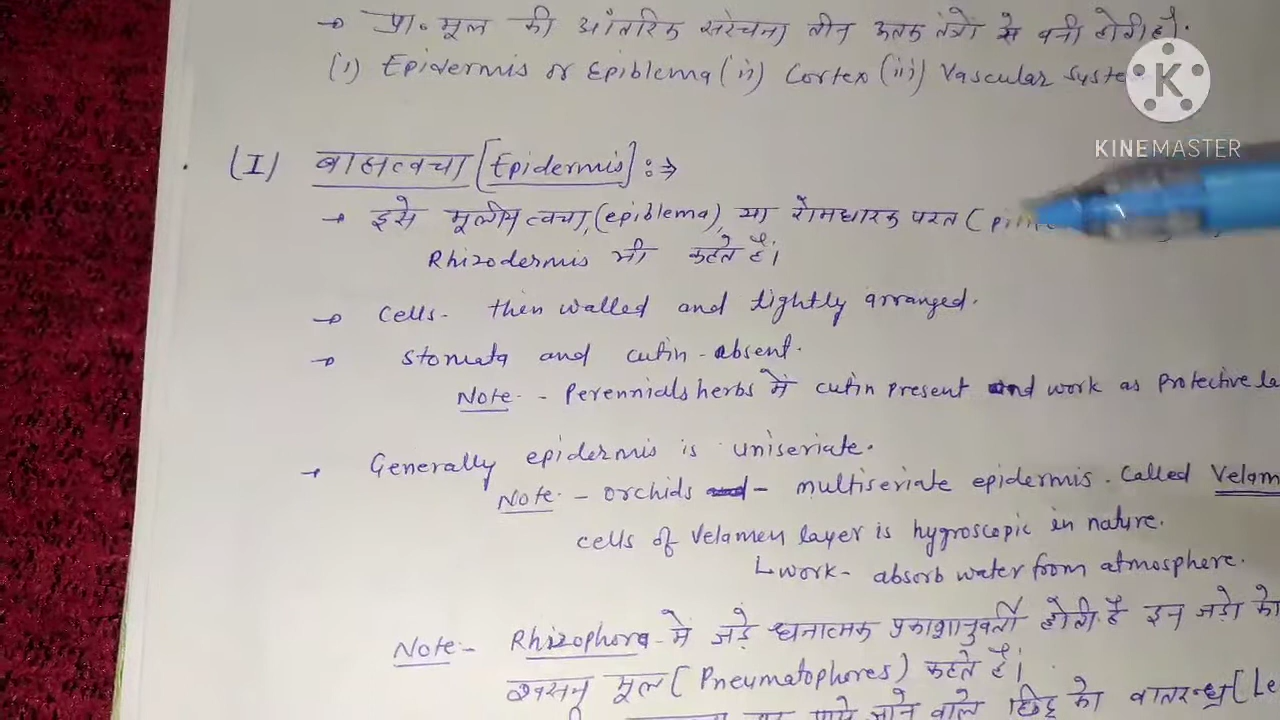 → प्रा. मूल की आंतरिक संरचना तीन ऊतक तंत्रों से बनी होती है.
(i) Epidermis or Epiblema (ii) Cortex (iii) Vascular Syste
KINEMASTER
(I) बाह्यत्वचा [Epidermis] :⇒
→ इसे मूलीय त्वचा, (epiblema), या रोमधारक परत (
Rhizodermis भी कहते हैं।
→ cells - then walled and tightly arranged.
→ stomata and cutin - absent.
Note - Perennials herbs में cutin present and work as protective la
→ Generally epidermis is uniseriate.
Note - orchids - multiseriate epidermis. called Velam
cells of velamen layer is hygroscopic in nature.
work - absorb water from atmosphere.
Note:- Rhizophora - में जड़े धनात्मक प्रकाशानुवर्ती होती है इन जड़ो को
श्वसन मूल (Pneumatophores) कहते हैं।
पाये जाने वाले छिद्र को वातरन्ध्र (Le